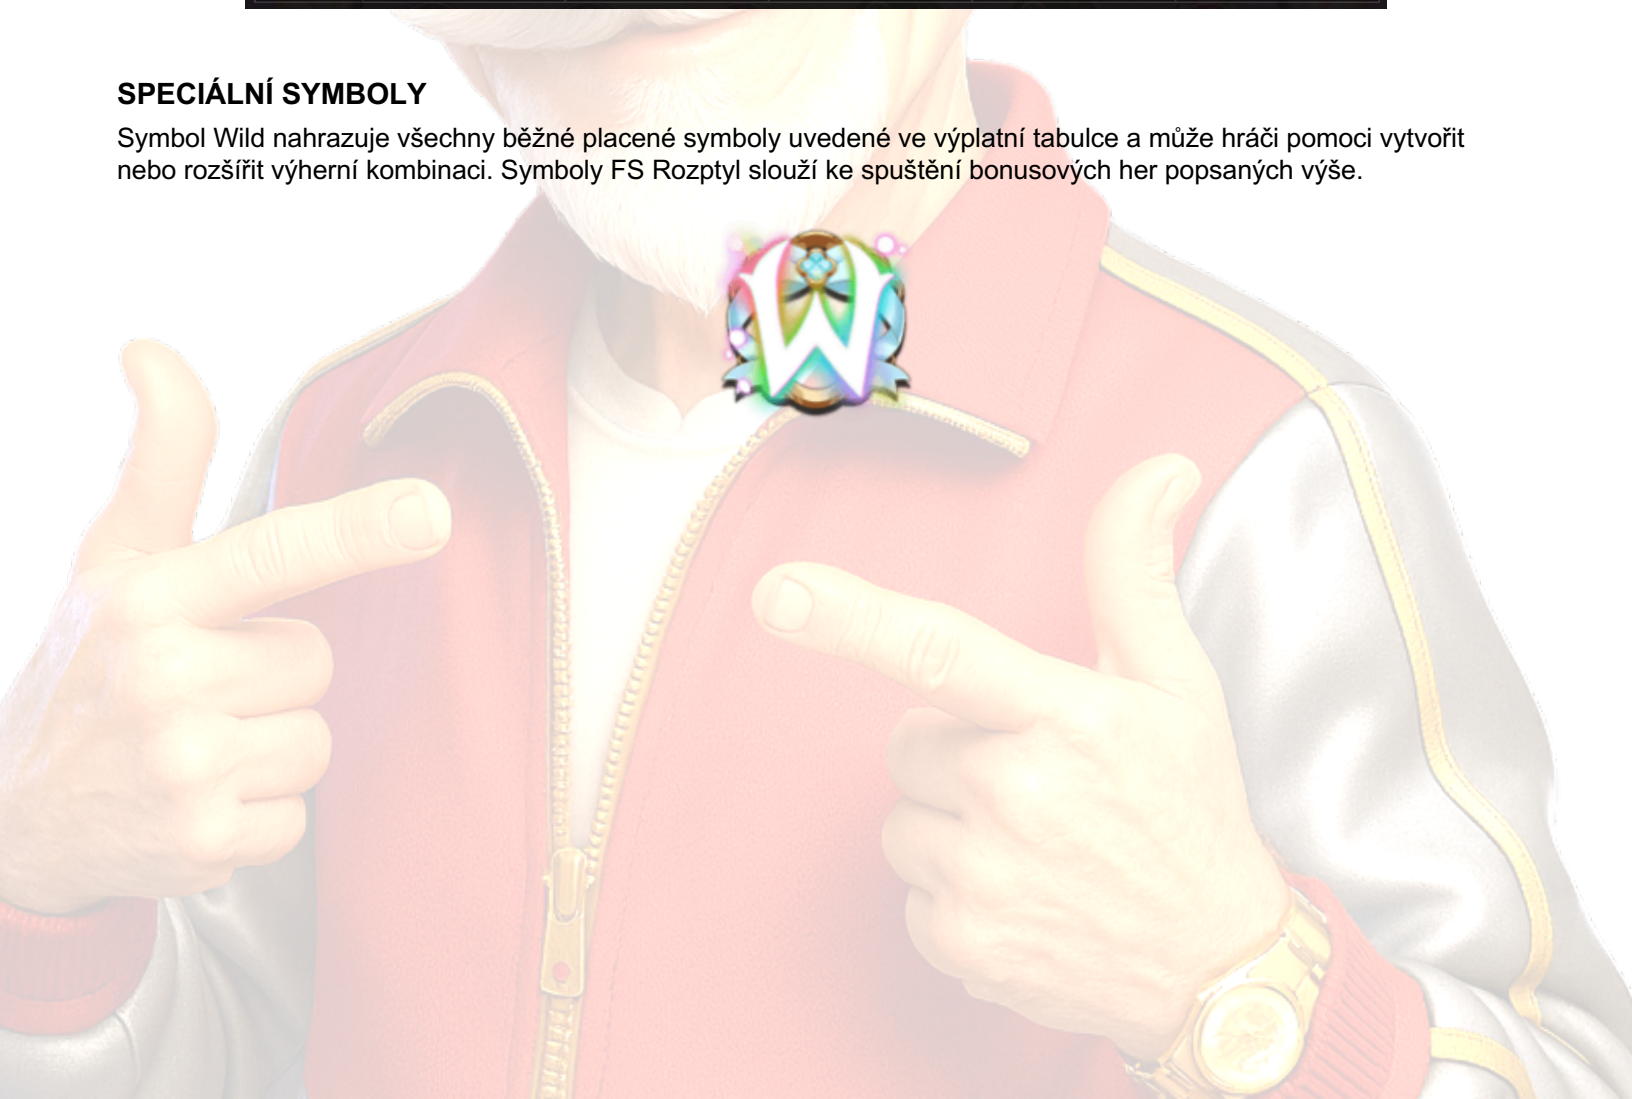 SPECIÁLNÍ SYMBOLY
Symbol Wild nahrazuje všechny běžné placené symboly uvedené ve výplatní tabulce a může hráči pomoci vytvořit
nebo rozšířit výherní kombinaci. Symboly FS Rozptyl slouží ke spuštění bonusových her popsaných výše.
W